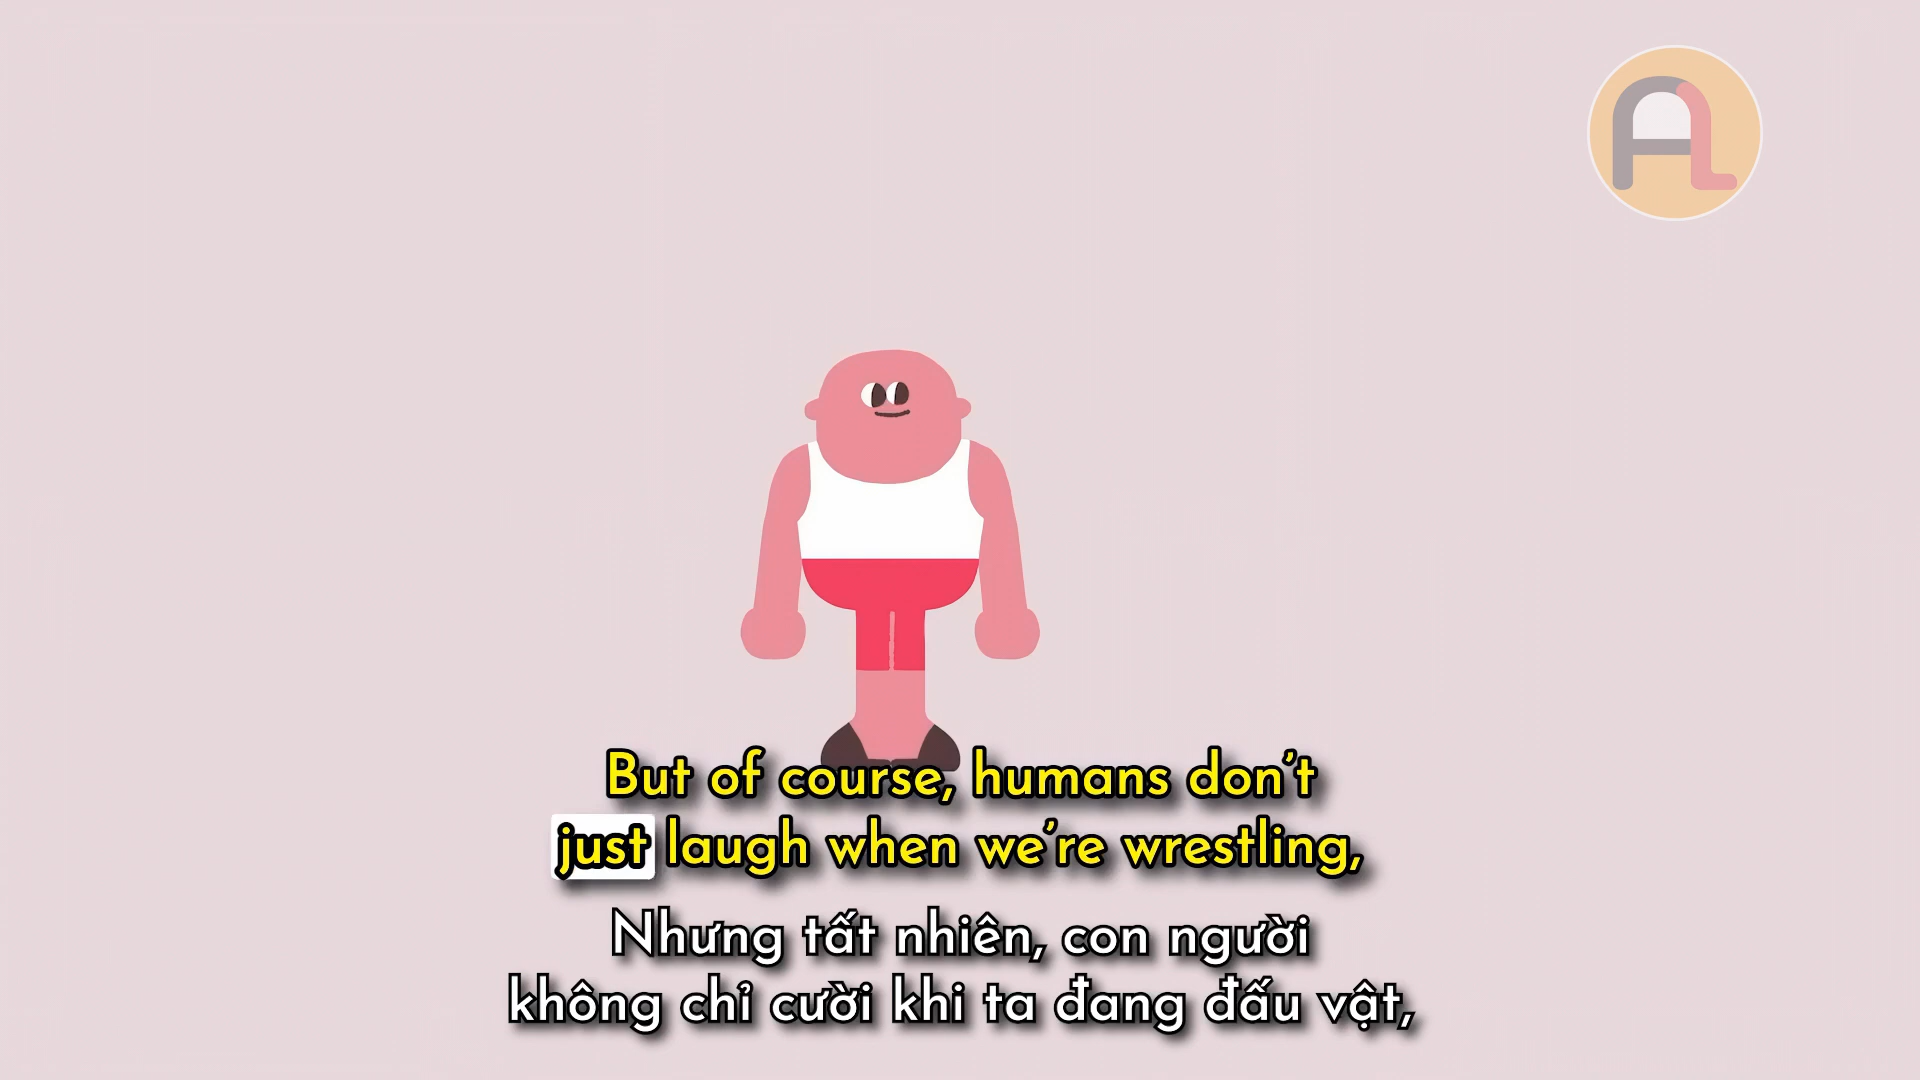 AL
But of course, humans don't
just laugh when we're wrestling,
Nhưng tất nhiên, con người
không chỉ cười khi ta đang đấu vật,